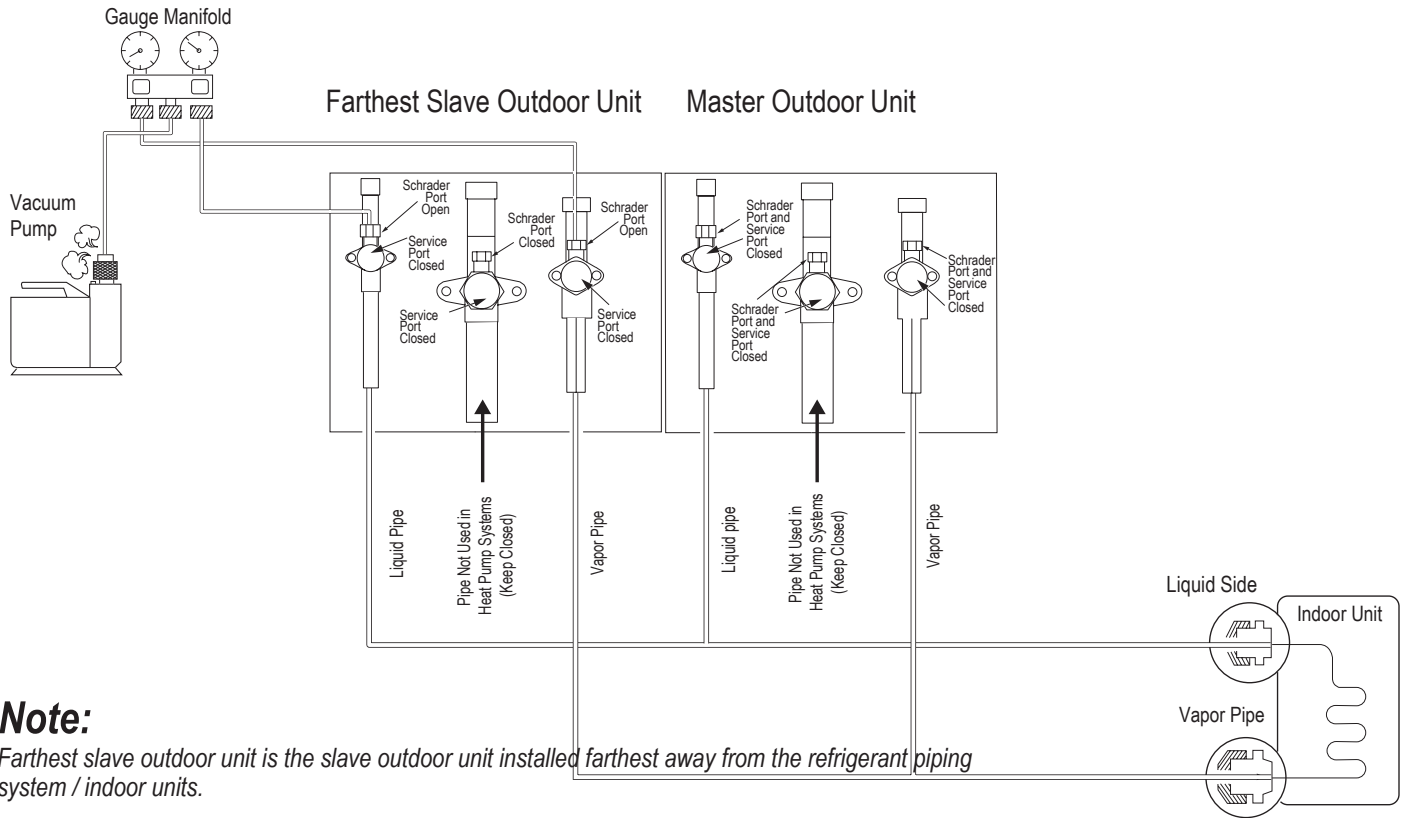 Gauge Manifold
Farthest Slave Outdoor Unit
Master Outdoor Unit
Vacuum
Pump
Schrader
Port
Open
Service
Port
Closed
Schrader
Port
Closed
Service
Port
Closed
Schrader
Port
Open
Service
Port
Closed
Schrader
Port and
Service
Port
Closed
Schrader
Port and
Service
Port
Closed
Schrader
Port and
Service
Port
Closed
Liquid Pipe
Pipe Not Used in
Heat Pump Systems
(Keep Closed)
Vapor Pipe
Liquid pipe
Pipe Not Used in
Heat Pump Systems
(Keep Closed)
Vapor Pipe
Liquid Side
Indoor Unit
Vapor Pipe
Note:
Farthest slave outdoor unit is the slave outdoor unit installed farthest away from the refrigerant piping
system / indoor units.